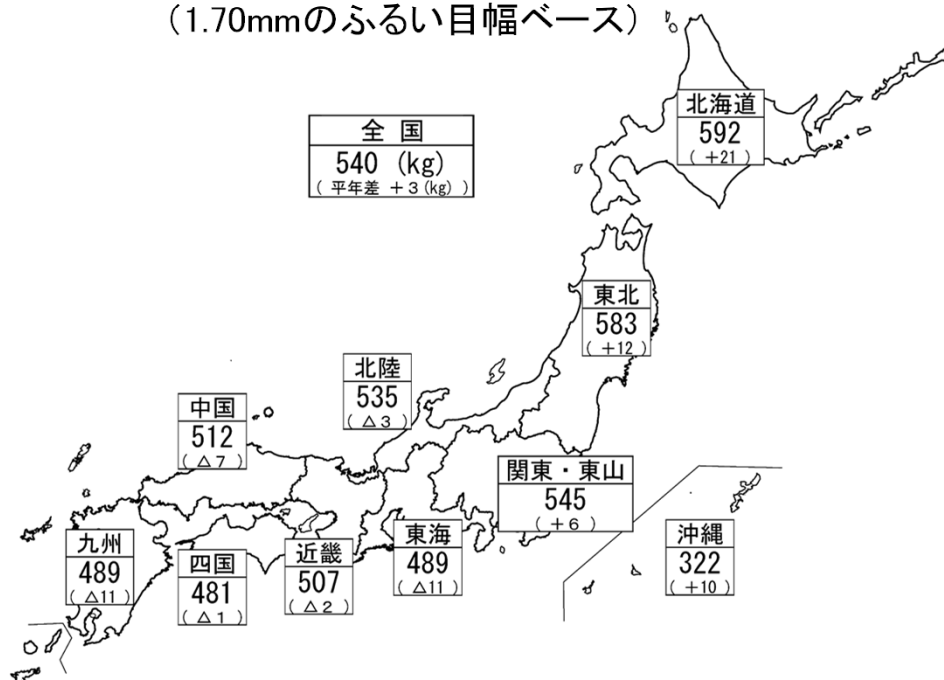 （1.70mmのふるい目幅ベース）
全 国
540 (kg)
( 平年差 ＋３(kg) )
北海道
592
( ＋21 )
東北
583
( ＋12 )
北陸
535
( △３ )
中国
512
( △７ )
関東・東山
545
( ＋６ )
九州
489
( △11 )
四国
481
( △１ )
近畿
507
( △２ )
東海
489
( △11 )
沖縄
322
( ＋10 )